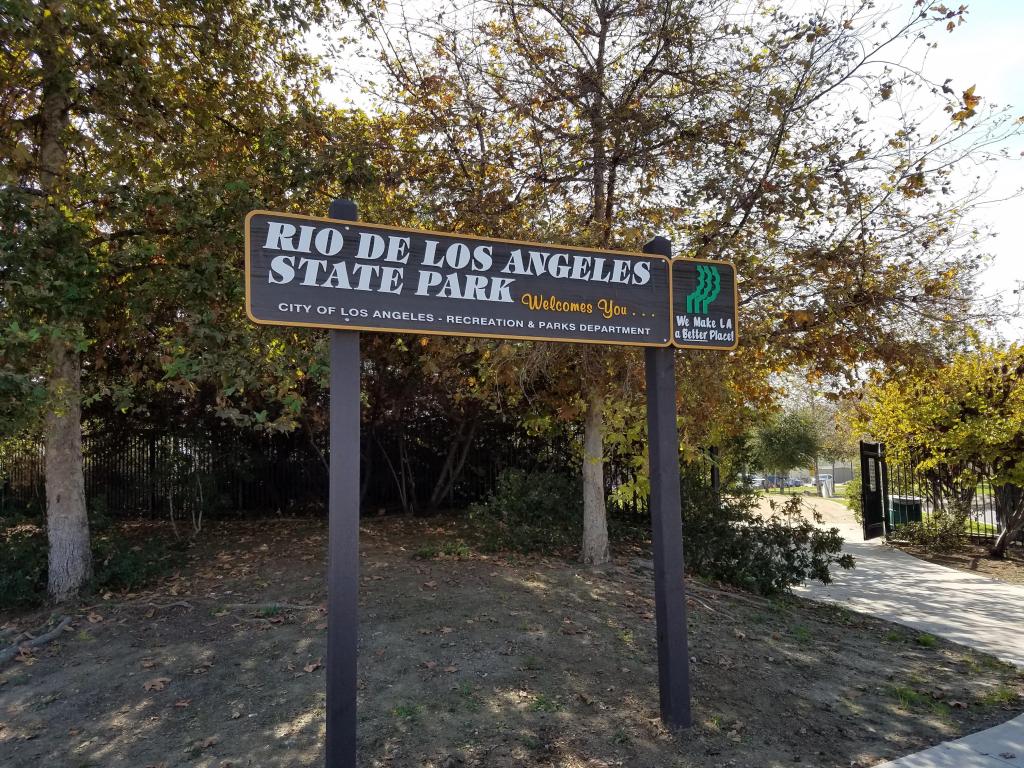 RIO DE LOS ANGELES
STATE PARK Welcomes You . . .
CITY OF LOS ANGELES - RECREATION & PARKS DEPARTMENT
We Make LA
a Better Place!